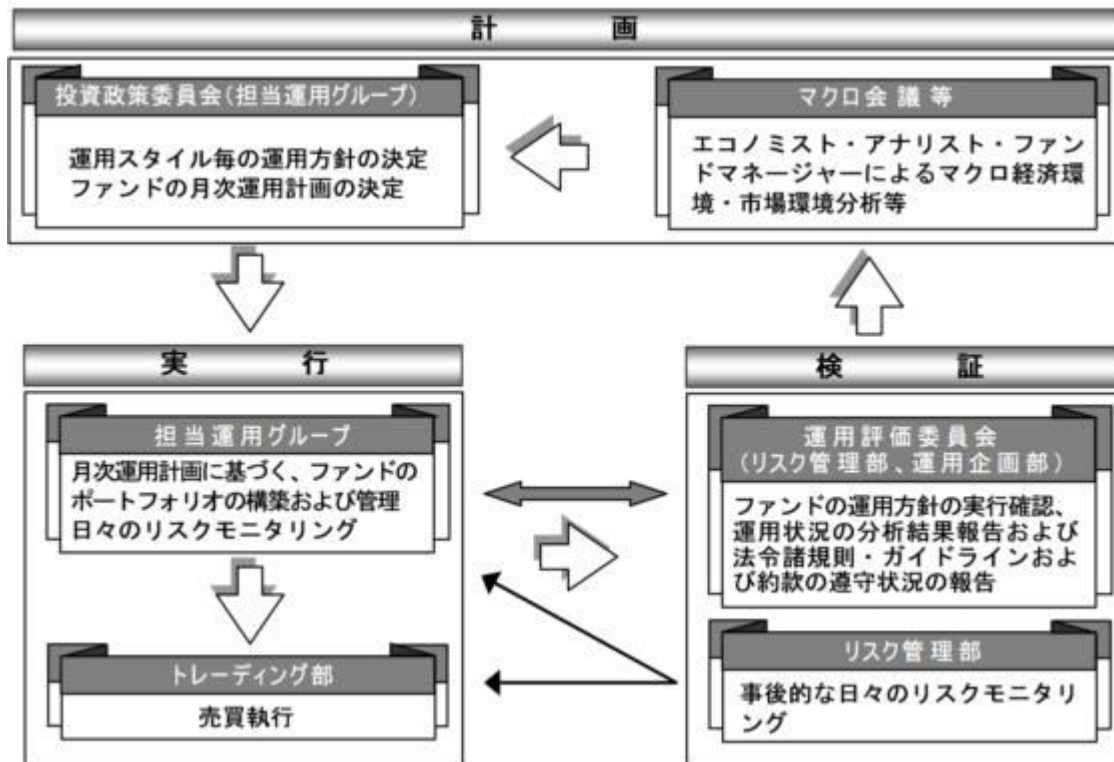 計画
投資政策委員会(担当運用グループ)
運用スタイル毎の運用方針の決定
ファンドの月次運用計画の決定
マクロ会議等
エコノミスト・アナリスト・ファン
ドマネージャーによるマクロ経済環
境・市場環境分析等
実行
担当運用グループ
月次運用計画に基づく、ファンドの
ポートフォリオの構築および管理
日々のリスクモニタリング
トレーディング部
売買執行
検証
運用評価委員会
(リスク管理部、運用企画部)
ファンドの運用方針の実行確認、
運用状況の分析結果報告および
法令諸規則・ガイドラインおよ
び約款の遵守状況の報告
リスク管理部
事後的な日々のリスクモニタリ
ング